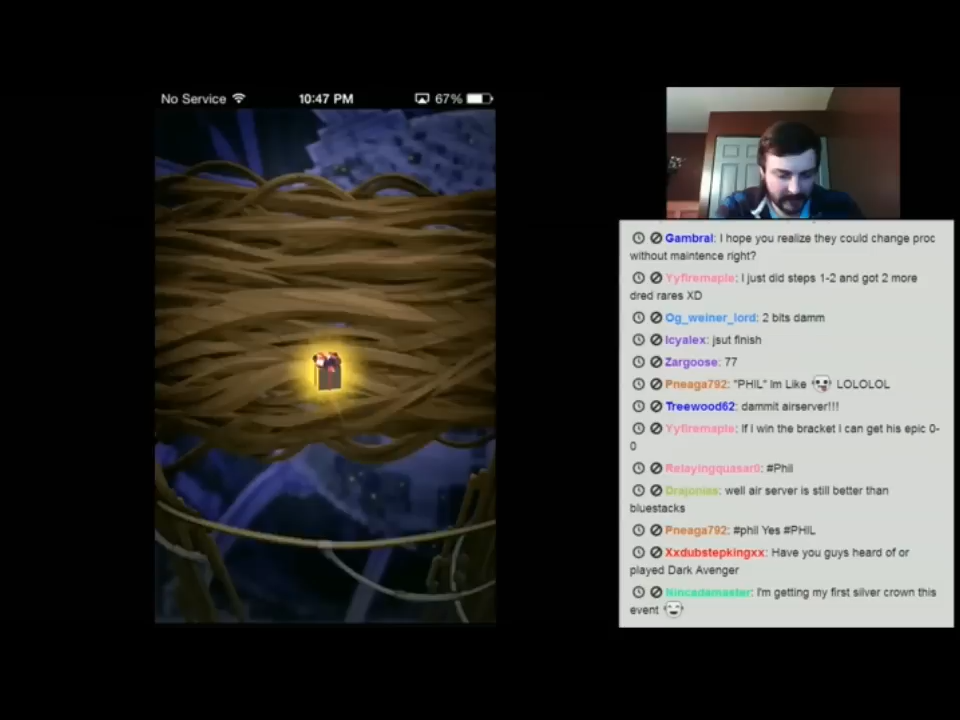 No Service 10:47 PM 67%
Gambral: I hope you realize they could change proc
without maintence right?
Yyfiremaple: I just did steps 1-2 and got 2 more
dred rares XD
Og_weiner_lord: 2 bits damm
Icyalex: jsut finish
Zargoose: 77
Pneaga792: "PHIL" Im Like LOLOLOL
Treewood62: dammit airserver!!!
Yyfiremaple: If I win the bracket I can get his epic 0-
0
Relayingquasar0: #Phil
Drajonias: well air server is still better than
bluestacks
Pneaga792: #phil Yes #PHIL
Xxdubstepkingxx: Have you guys heard of or
played Dark Avenger
Nincadamaster: I'm getting my first silver crown this
event